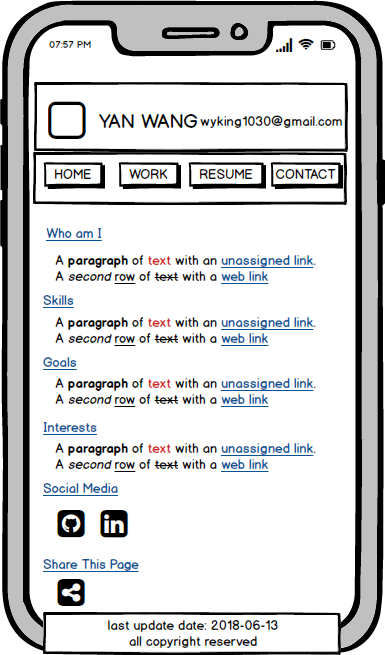 07:57 PM
YAN WANG wyking1030@gmail.com
HOME WORK RESUME CONTACT
Who am I
A paragraph of text with an unassigned link.
A second row of text with a web link
Skills
A paragraph of text with an unassigned link.
A second row of text with a web link
Goals
A paragraph of text with an unassigned link.
A second row of text with a web link
Interests
A paragraph of text with an unassigned link.
A second row of text with a web link
Social Media
in
Share This Page
last update date: 2018-06-13
all copyright reserved